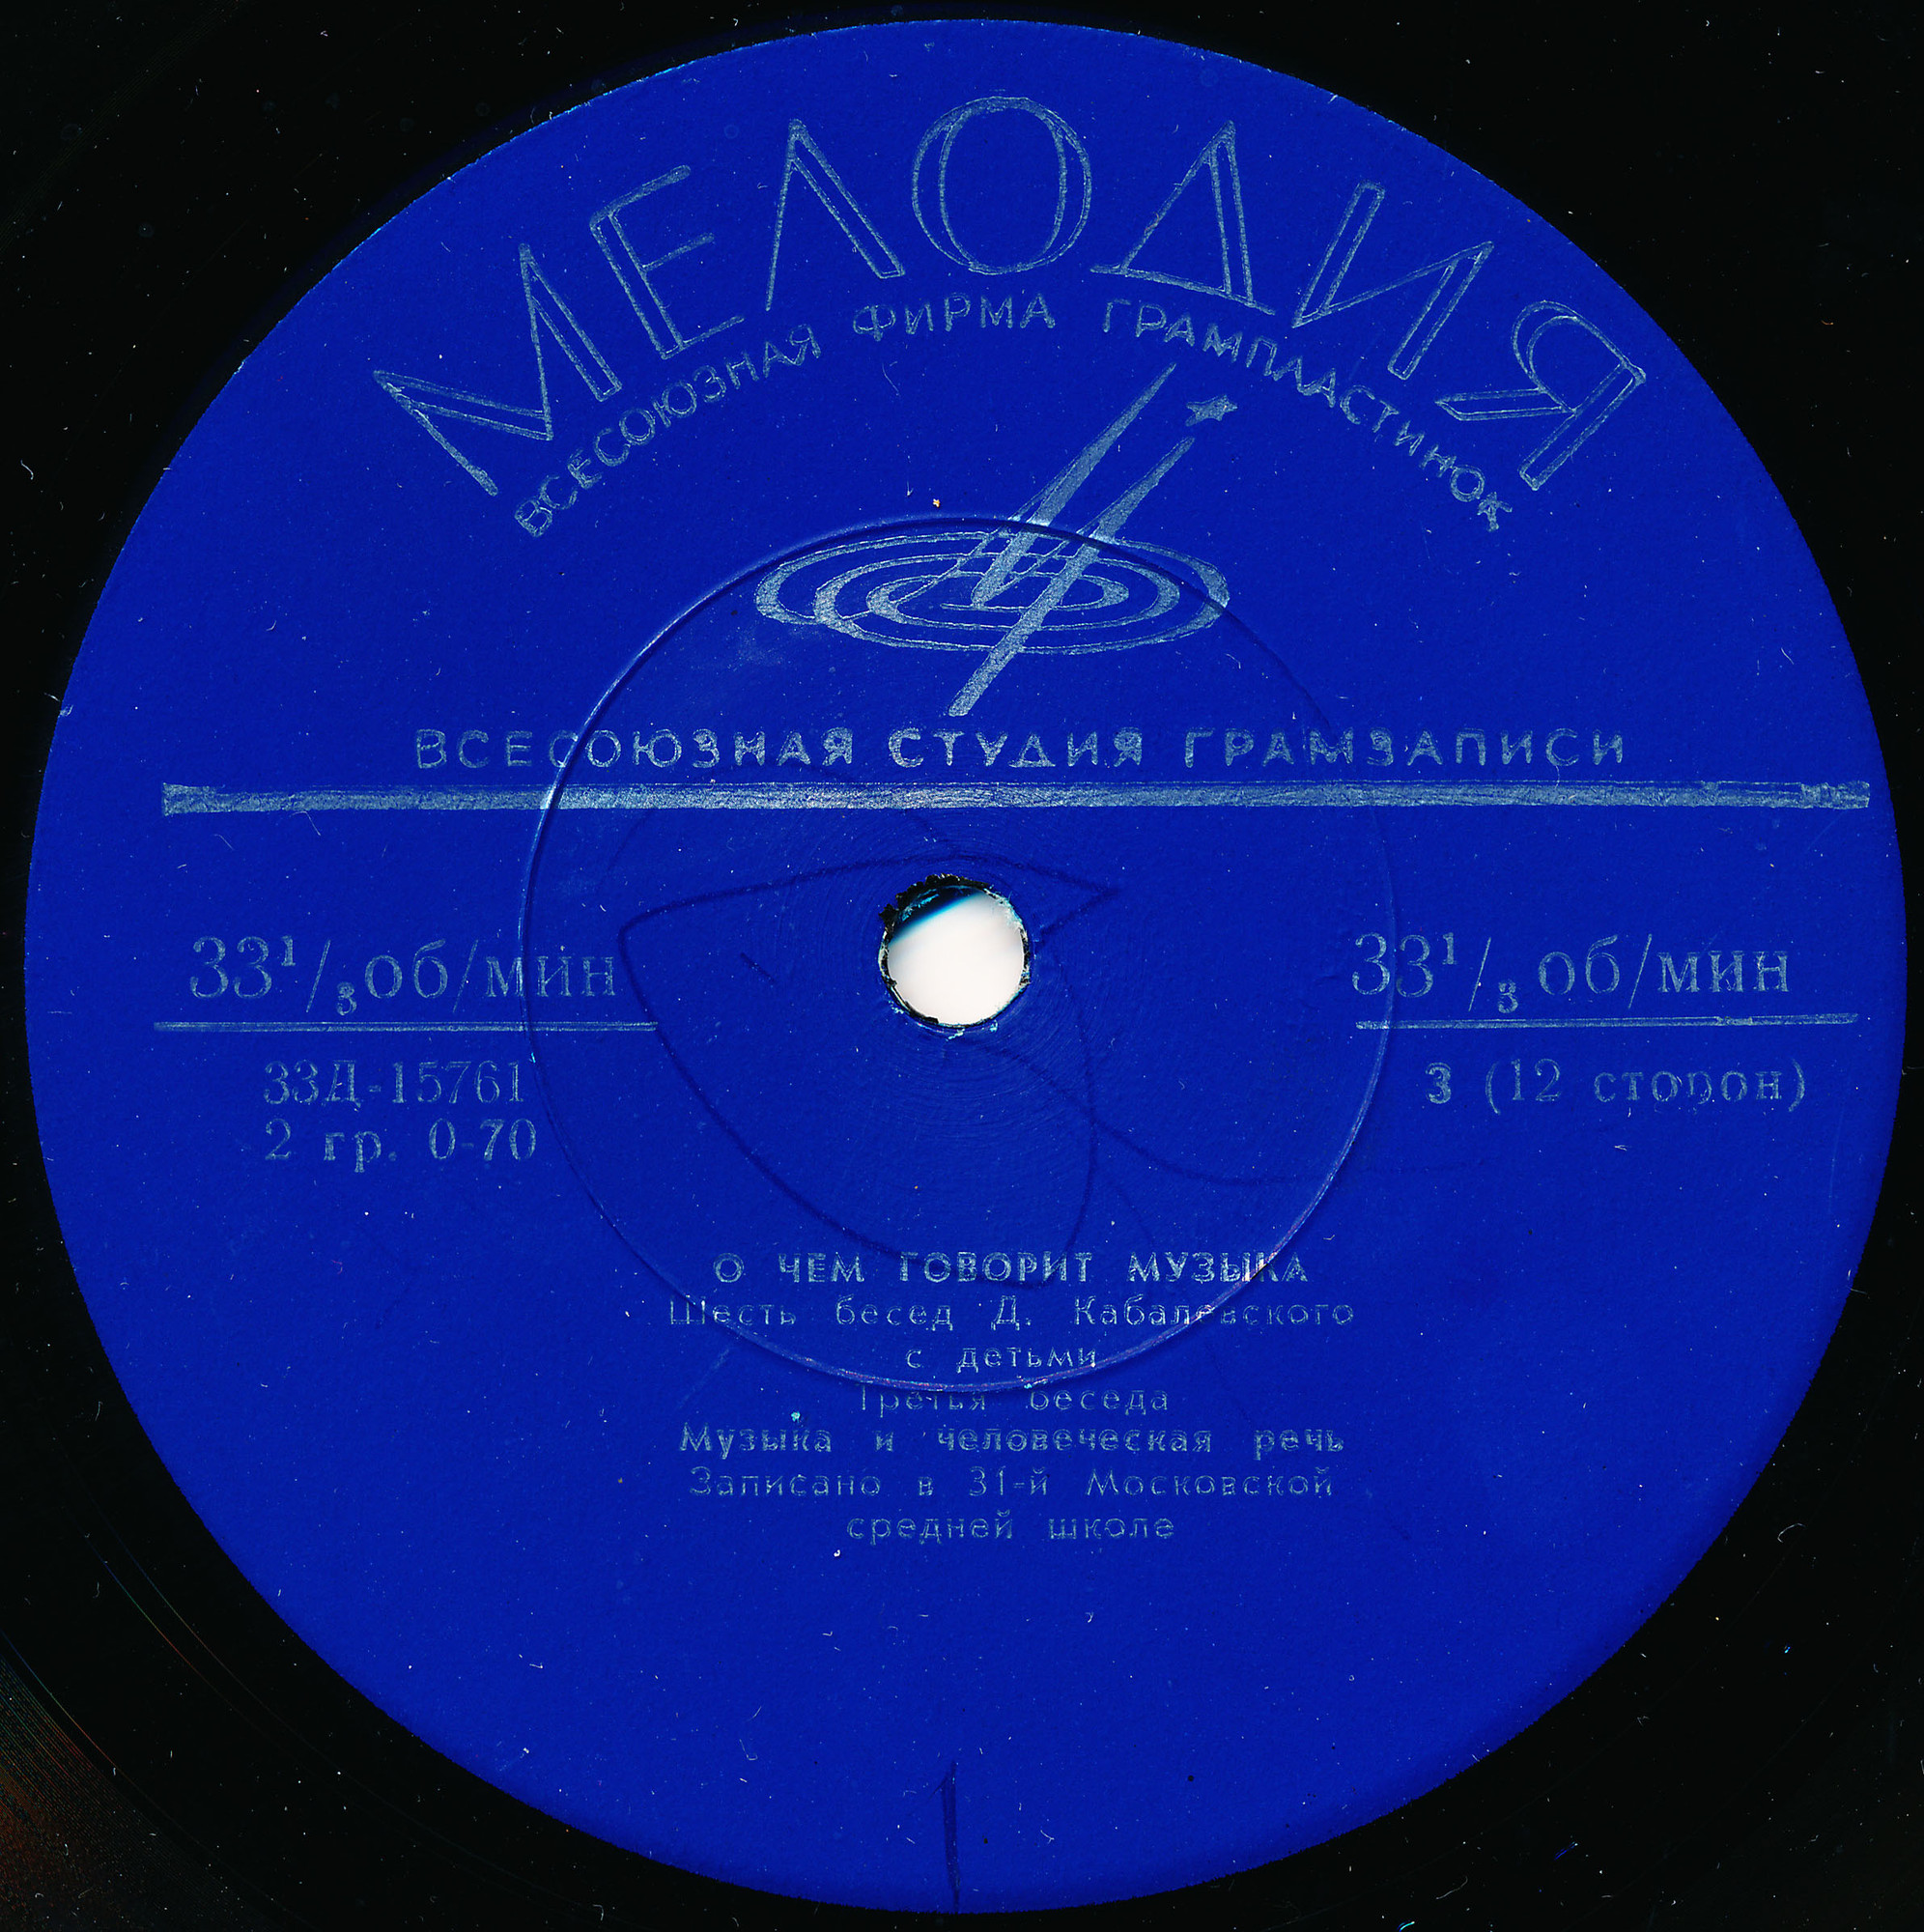 МЕЛОДИЯ
ВСЕСОЮЗНАЯ ФИРМА ГРАМПЛАСТИНОК
ВСЕСОЮЗНАЯ СТУДИЯ ГРАМЗАПИСИ
33¹/₃об/мин
33¹/₃ об/мин
33Д-15761
2 гр. 0-70
3 (12 сторон)
О ЧЕМ ГОВОРИТ МУЗЫКА
Шесть бесед Д. Кабалевского
с детьми
Третья беседа
Музыка и человеческая речь
Записано в 31-й Московской
средней школе
1